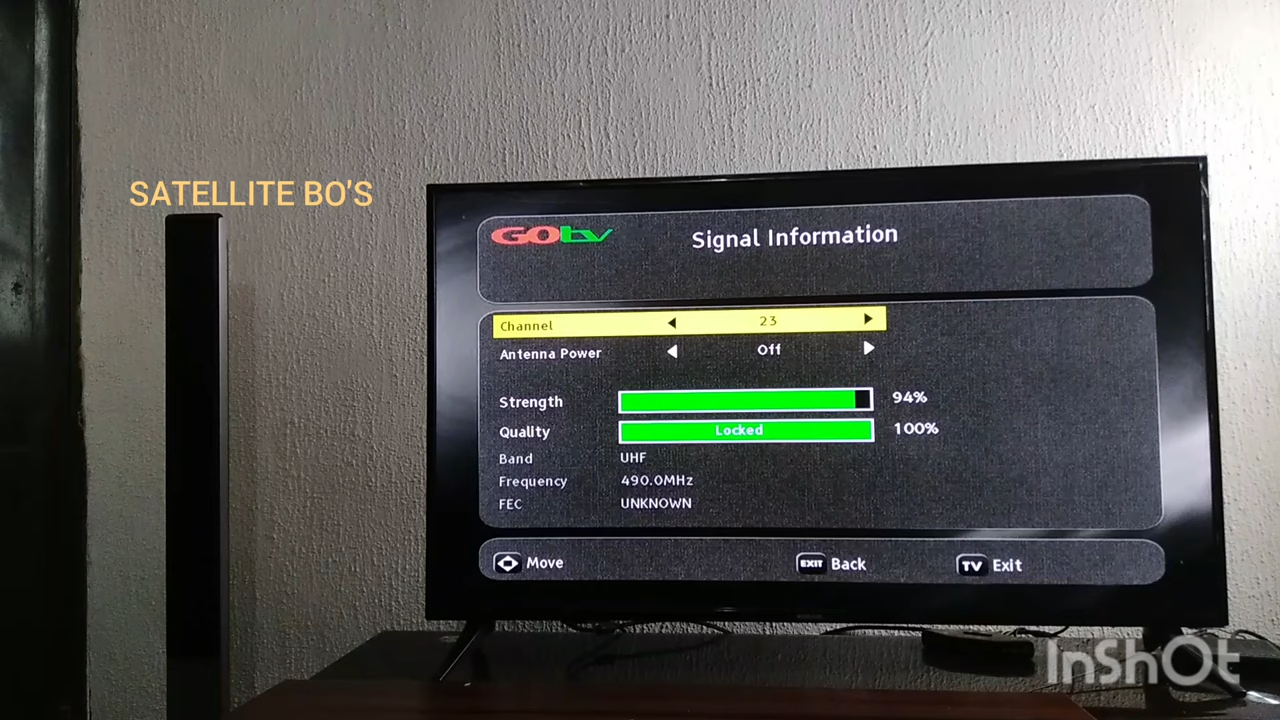 SATELLITE BO'S
GOtv
Signal Information
Channel 23
Antenna Power Off
Strength 94%
Quality Locked 100%
Band UHF
Frequency 490.0MHz
FEC UNKNOWN
Move EXIT Back TV Exit
InShOt